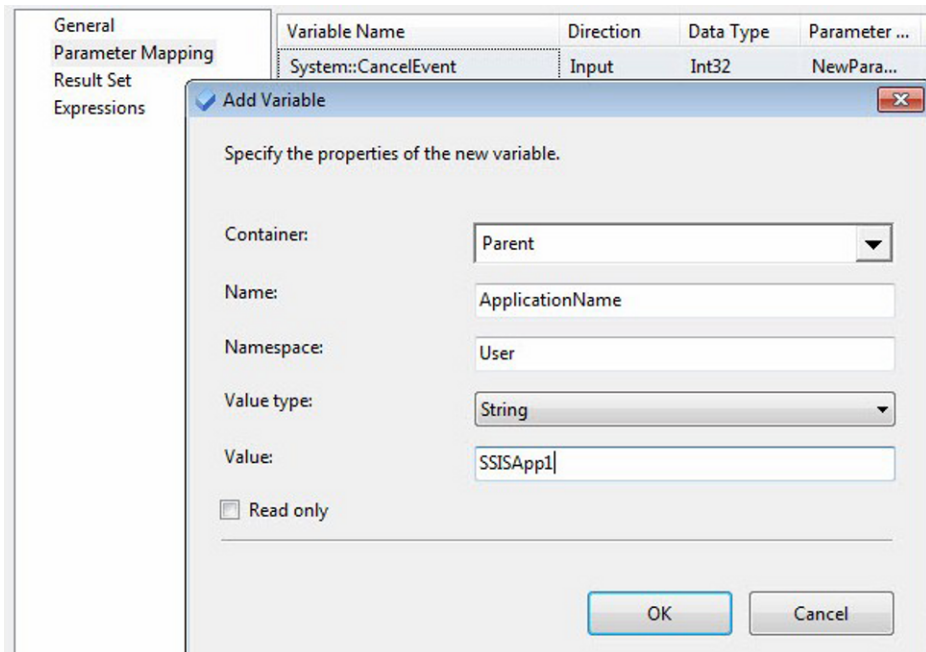 General
Parameter Mapping
Result Set
Expressions
Variable Name Direction Data Type Parameter ...
System::CancelEvent Input Int32 NewPara...
Add Variable
Specify the properties of the new variable.
Container: Parent
Name: ApplicationName
Namespace: User
Value type: String
Value: SSISApp1
Read only
OK Cancel